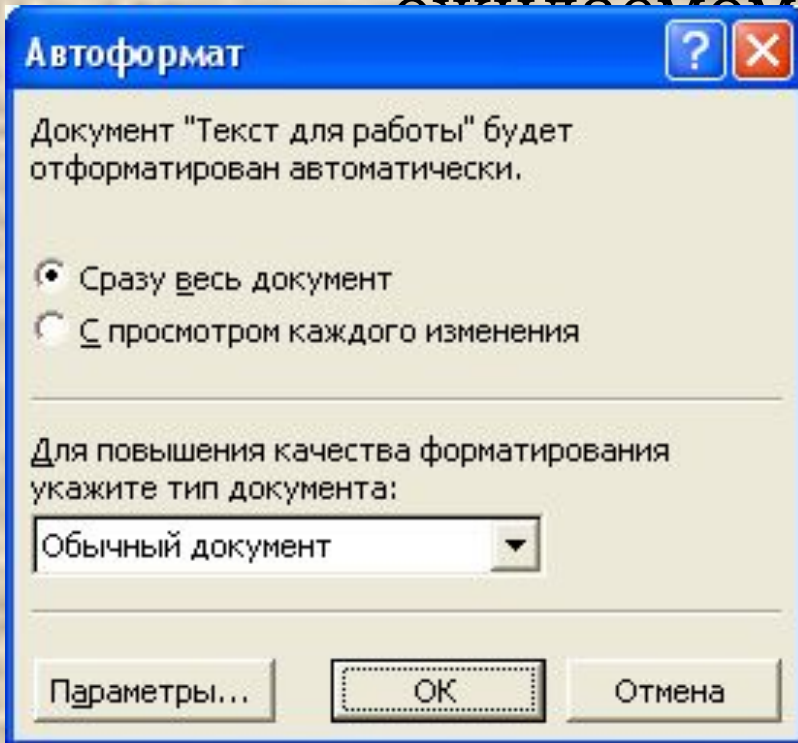 Автоформат
Документ "Текст для работы" будет
отформатирован автоматически.
Сразу весь документ
С просмотром каждого изменения
Для повышения качества форматирования
укажите тип документа:
Обычный документ
Параметры... ОК Отмена